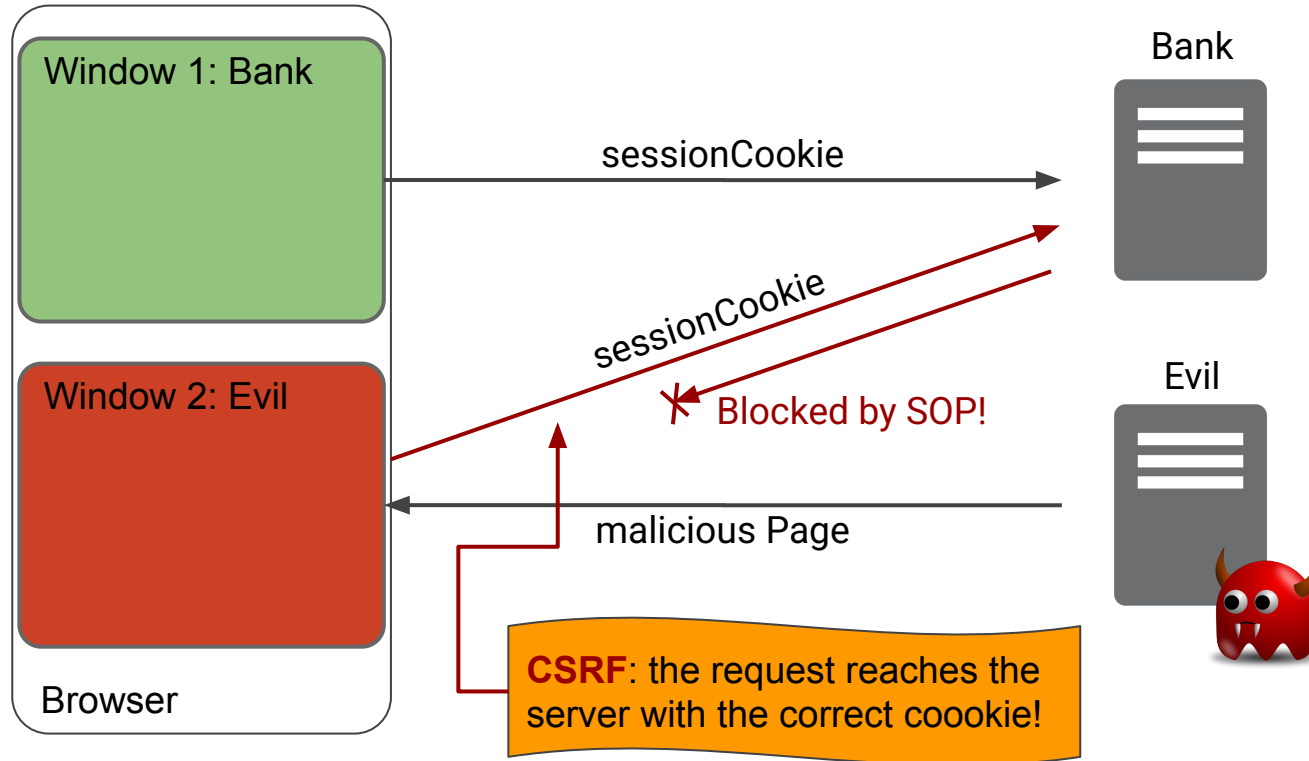 Window 1: Bank
Bank
sessionCookie
sessionCookie
Window 2: Evil
Evil
Blocked by SOP!
malicious Page
CSRF: the request reaches the
server with the correct coookie!
Browser